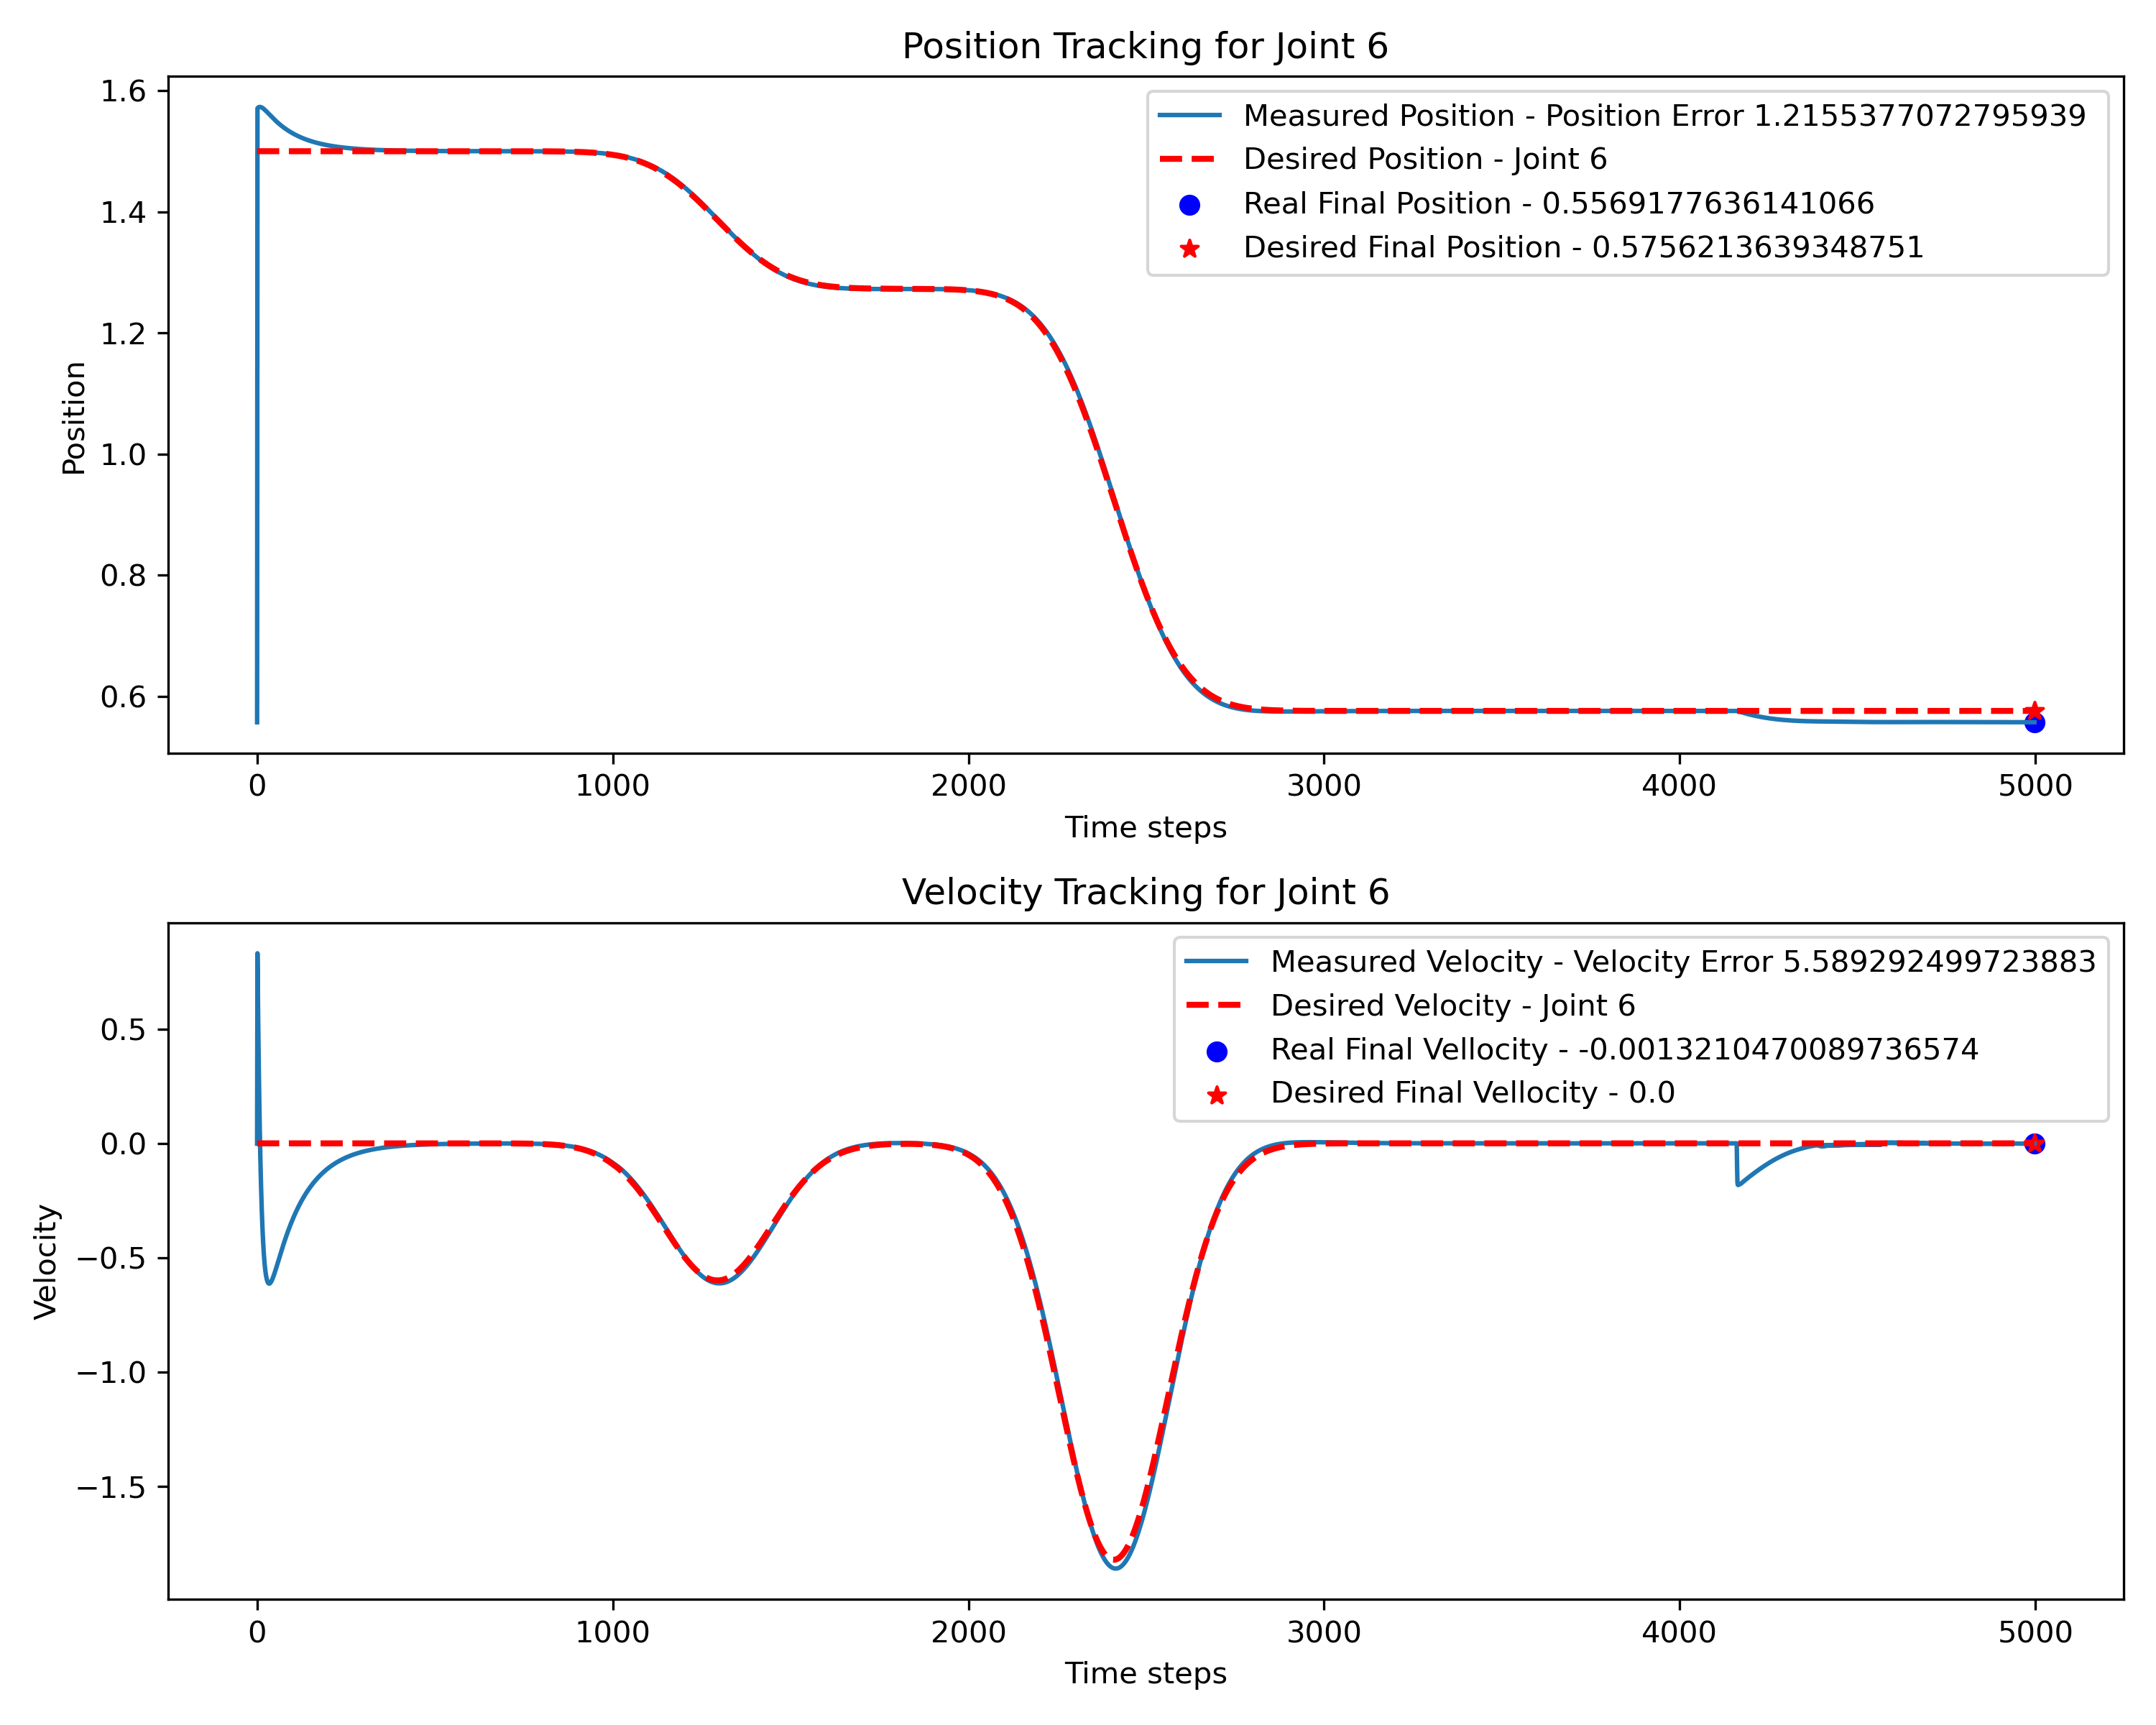 Position Tracking for Joint 6
Measured Position - Position Error 1.2155377072795939
Desired Position - Joint 6
Real Final Position - 0.5569177636141066
Desired Final Position - 0.5756213639348751
1.6
1.4
1.2
1.0
0.8
0.6
Position
0 1000 2000 3000 4000 5000
Time steps
Velocity Tracking for Joint 6
Measured Velocity - Velocity Error 5.589292499723883
Desired Velocity - Joint 6
Real Final Vellocity - -0.0013210470089736574
Desired Final Vellocity - 0.0
0.5
0.0
−0.5
−1.0
−1.5
Velocity
0 1000 2000 3000 4000 5000
Time steps